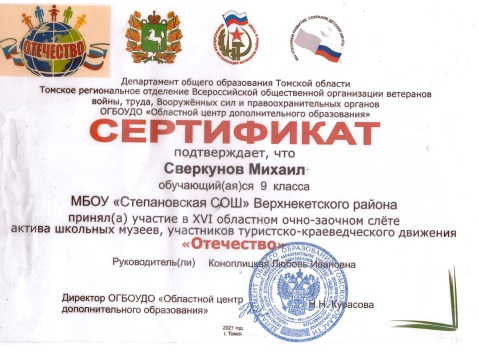 ОТЕЧЕСТВО
Департамент общего образования Томской области
Томское региональное отделение Всероссийской общественной организации ветеранов
войны, труда, Вооружённых сил и правоохранительных органов
ОГБОУДО «Областной центр дополнительного образования»
СЕРТИФИКАТ
подтверждает, что
Сверкунов Михаил
обучающий(ая)ся 9 класса
МБОУ «Степановская СОШ» Верхнекетского района
принял(а) участие в XVI областном очно-заочном слёте
актива школьных музеев, участников туристско-краеведческого движения
«Отечество»
Руководитель(ли) Коноплицкая Любовь Ивановна
Директор ОГБОУДО «Областной центр
дополнительного образования»
Н.Н. Курасова
2021 год
г. Томск